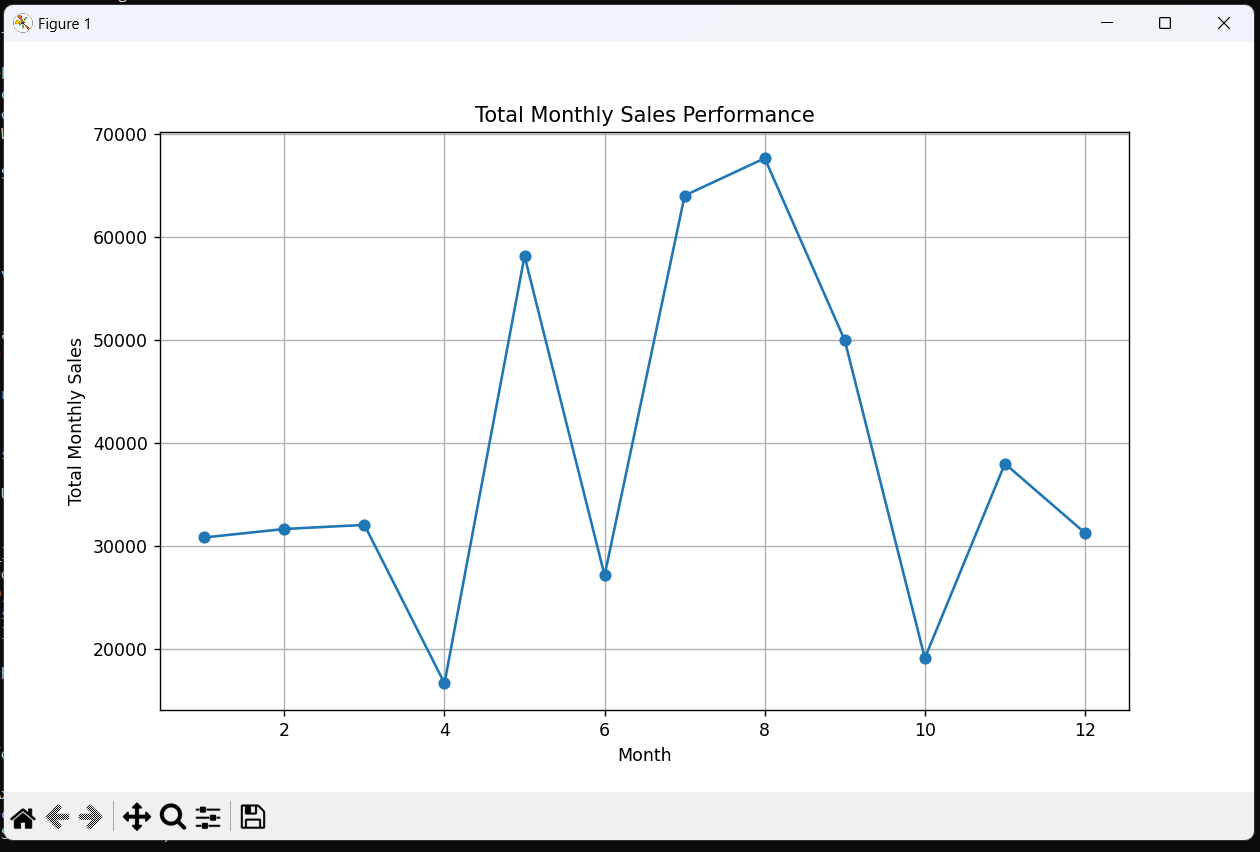 Figure 1
Total Monthly Sales Performance
70000
60000
50000
40000
30000
20000
Total Monthly Sales
2 4 6 8 10 12
Month